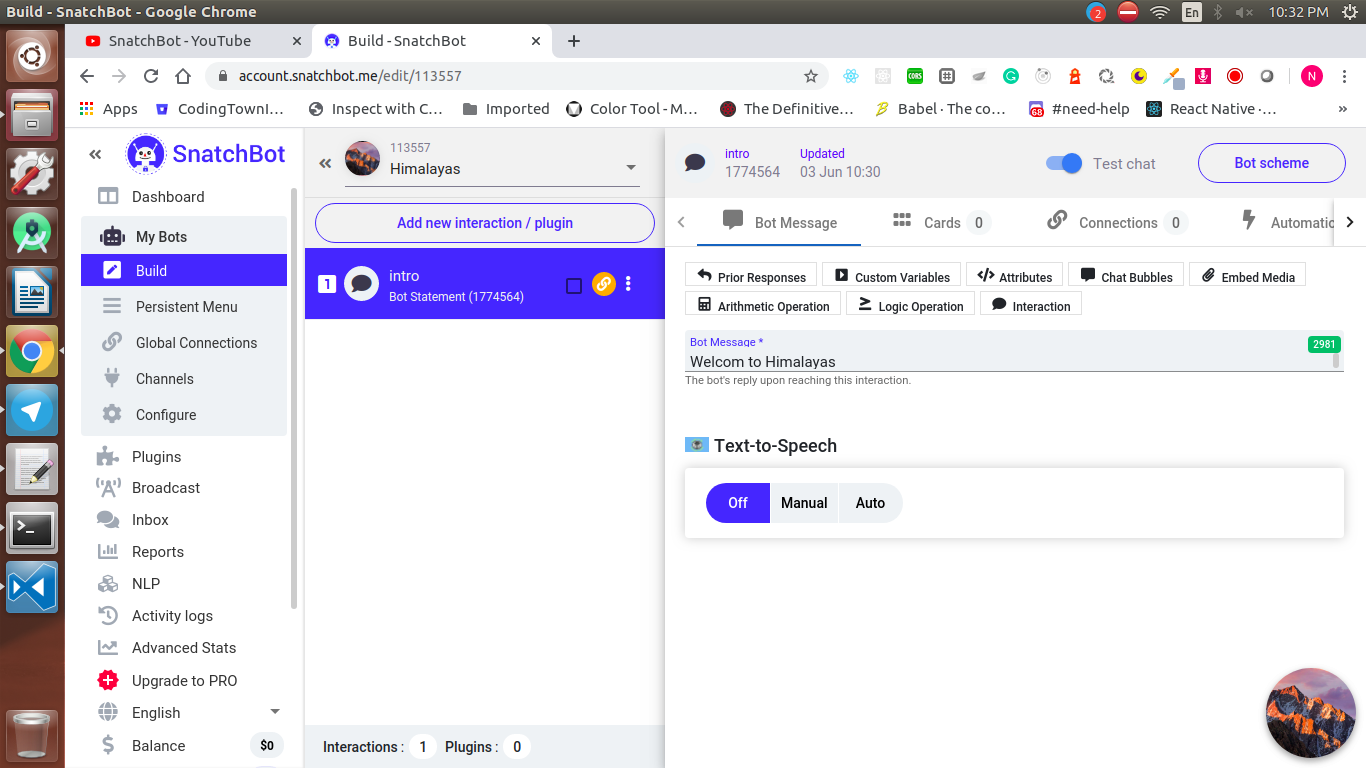 Build - SnatchBot - Google Chrome
2
En
10:32 PM
SnatchBot - YouTube
Build - SnatchBot
account.snatchbot.me/edit/113557
CORS
N
Apps
CodingTownI...
Inspect with C...
Imported
Color Tool - M...
The Definitive...
Babel · The co...
68
#need-help
React Native ·...
»
«
SnatchBot
Dashboard
My Bots
Build
Persistent Menu
Global Connections
Channels
Configure
Plugins
Broadcast
Inbox
Reports
NLP
Activity logs
Advanced Stats
Upgrade to PRO
English
Balance
$0
«
113557
Himalayas
Add new interaction / plugin
1
intro
Bot Statement (1774564)
Interactions : 1 Plugins : 0
intro
1774564
Updated
03 Jun 10:30
Test chat
Bot scheme
Bot Message
Cards 0
Connections 0
Automatic
Prior Responses
Custom Variables
Attributes
Chat Bubbles
Embed Media
Arithmetic Operation
Logic Operation
Interaction
Bot Message *
2981
Welcom to Himalayas
The bot's reply upon reaching this interaction.
Text-to-Speech
Off
Manual
Auto